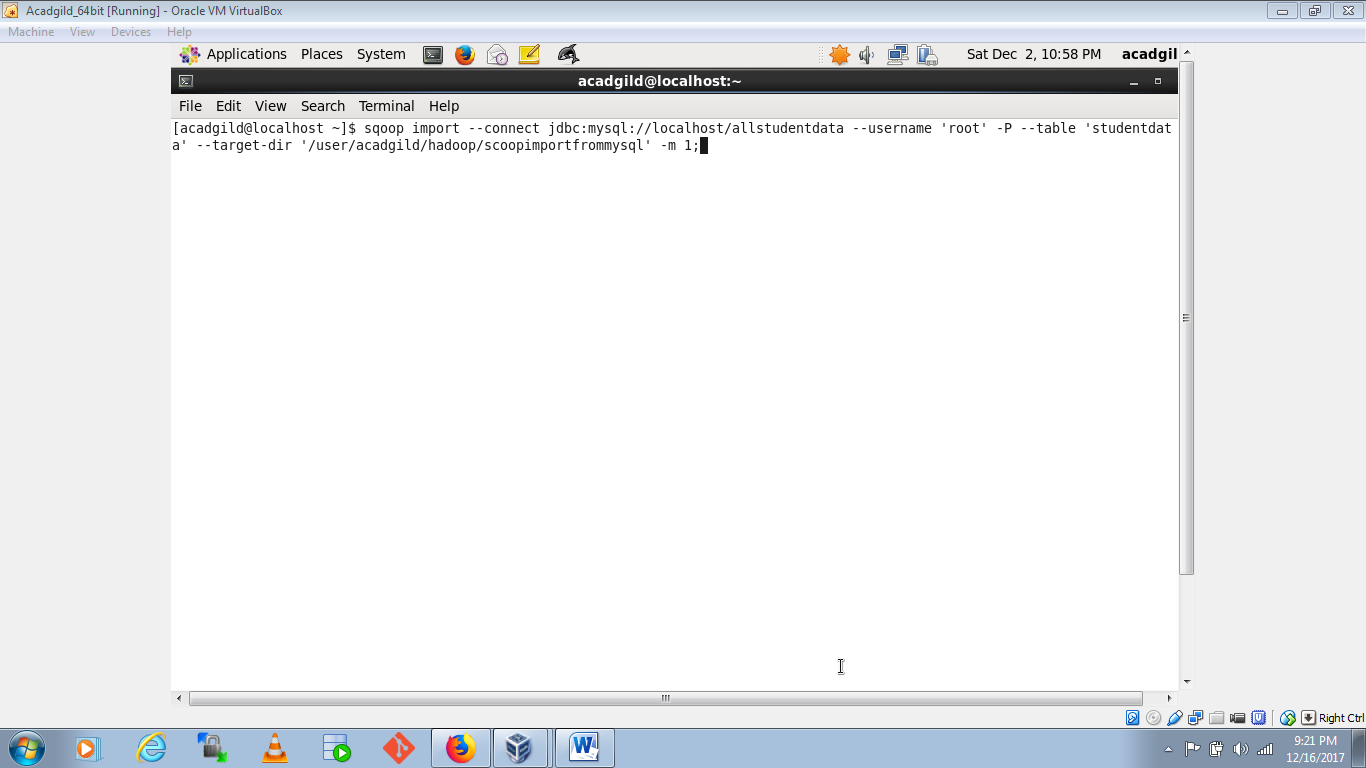 Acadgild_64bit [Running] - Oracle VM VirtualBox
Machine View Devices Help
Applications Places System Sat Dec 2, 10:58 PM acadgil
acadgild@localhost:~
File Edit View Search Terminal Help
[acadgild@localhost ~]$ sqoop import --connect jdbc:mysql://localhost/allstudentdata --username 'root' -P --table 'studentdat
a' --target-dir '/user/acadgild/hadoop/scoopimportfrommysql' -m 1;
Right Ctrl
9:21 PM
12/16/2017